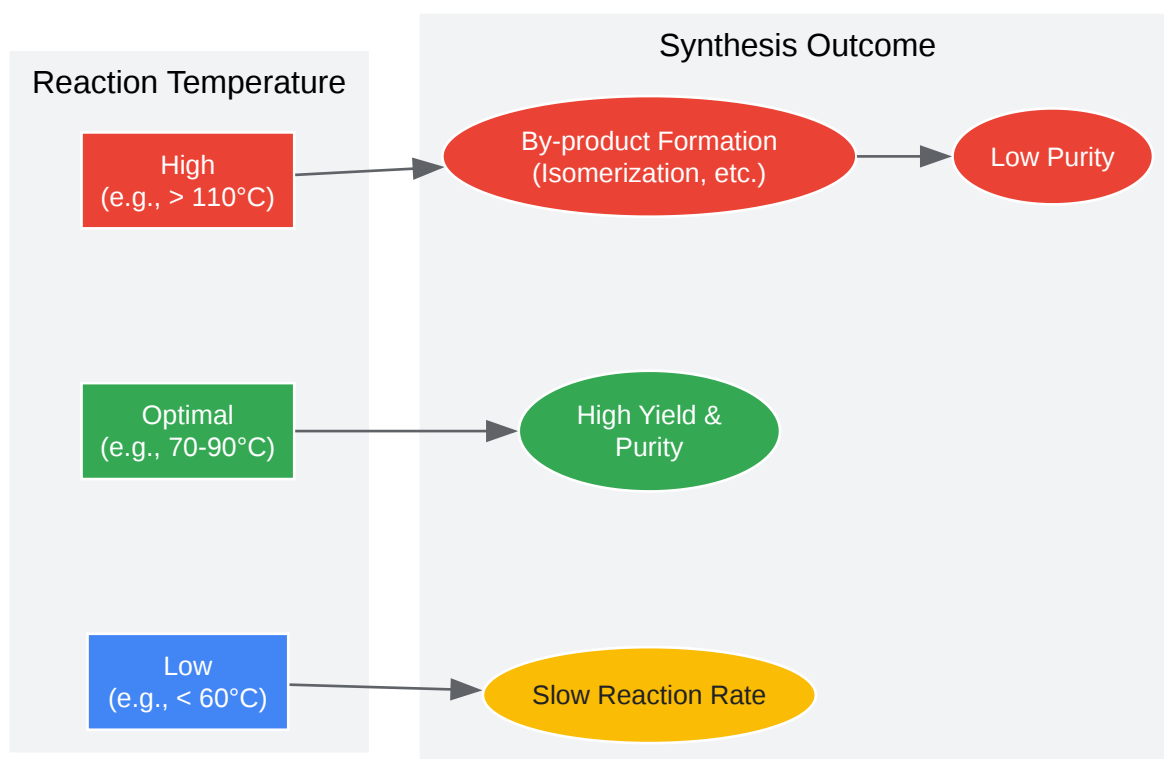 Synthesis Outcome
Reaction Temperature
High
(e.g., > 110°C)
By-product Formation
(Isomerization, etc.)
Low Purity
Optimal
(e.g., 70-90°C)
High Yield &
Purity
Low
(e.g., < 60°C)
Slow Reaction Rate